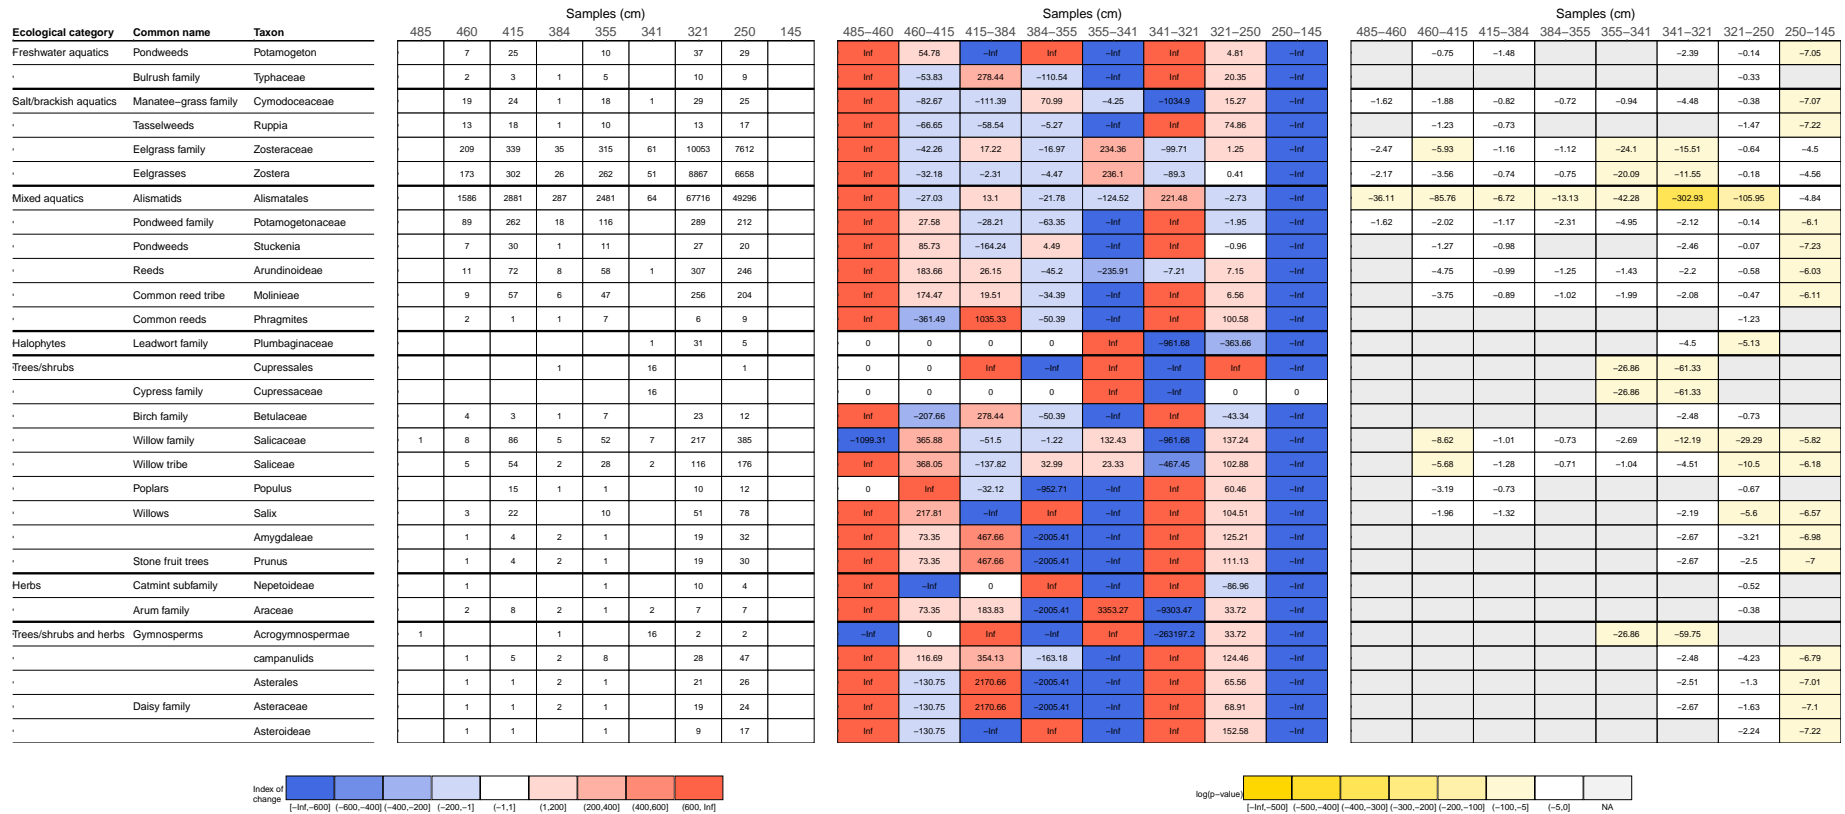 Samples (cm) Samples (cm) Samples (cm)
Ecological category Common name Taxon 485 460 415 384 355 341 321 250 145 485−460 460−415 415−384 384−355 355−341 341−321 321−250 250−145 485−460 460−415 415−384 384−355 355−341 341−321 321−250 250−145
Freshwater aquatics Pondweeds Potamogeton 7 25 10 37 29 Inf 54.78 −Inf Inf −Inf Inf 4.81 −Inf −0.75 −1.48 −2.39 −0.14 −7.05
Bulrush family Typhaceae 2 3 1 5 10 9 Inf −53.83 278.44 −110.54 −Inf Inf 20.35 −Inf −0.33
Salt/brackish aquatics Manatee−grass family Cymodoceaceae 19 24 1 18 1 29 25 Inf −82.67 −111.39 70.99 −4.25 −1034.9 15.27 −Inf −1.62 −1.88 −0.82 −0.72 −0.94 −4.48 −0.38 −7.07
Tasselweeds Ruppia 13 18 1 10 13 17 Inf −66.65 −58.54 −5.27 −Inf Inf 74.86 −Inf −1.23 −0.73 −1.47 −7.22
Eelgrass family Zosteraceae 209 339 35 315 61 10053 7612 Inf −42.26 17.22 −16.97 234.36 −99.71 1.25 −Inf −2.47 −5.93 −1.16 −1.12 −24.1 −15.51 −0.64 −4.5
Eelgrasses Zostera 173 302 26 262 51 8867 6658 Inf −32.18 −2.31 −4.47 236.1 −89.3 0.41 −Inf −2.17 −3.56 −0.74 −0.75 −20.09 −11.55 −0.18 −4.56
Mixed aquatics Alismatids Alismatales 1586 2881 287 2481 64 67716 49296 Inf −27.03 13.1 −21.78 −124.52 221.48 −2.73 −Inf −36.11 −85.76 −6.72 −13.13 −42.28 −302.93 −105.95 −4.84
Pondweed family Potamogetonaceae 89 262 18 116 289 212 Inf 27.58 −28.21 −63.35 −Inf Inf −1.95 −Inf −1.62 −2.02 −1.17 −2.31 −4.95 −2.12 −0.14 −6.1
Pondweeds Stuckenia 7 30 1 11 27 20 Inf 85.73 −164.24 4.49 −Inf Inf −0.96 −Inf −1.27 −0.98 −2.46 −0.07 −7.23
Reeds Arundinoideae 11 72 8 58 1 307 246 Inf 183.66 26.15 −45.2 −235.91 −7.21 7.15 −Inf −4.75 −0.99 −1.25 −1.43 −2.2 −0.58 −6.03
Common reed tribe Molinieae 9 57 6 47 256 204 Inf 174.47 19.51 −34.39 −Inf Inf 6.56 −Inf −3.75 −0.89 −1.02 −1.99 −2.08 −0.47 −6.11
Common reeds Phragmites 2 1 1 7 6 9 Inf −361.49 1035.33 −50.39 −Inf Inf 100.58 −Inf −1.23
Halophytes Leadwort family Plumbaginaceae 1 31 5 0 0 0 0 Inf −961.68 −363.66 −Inf −4.5 −5.13
Trees/shrubs Cupressales 1 16 1 0 0 Inf −Inf Inf −Inf Inf −Inf −26.86 −61.33
Cypress family Cupressaceae 16 0 0 0 0 Inf −Inf 0 0 −26.86 −61.33
Birch family Betulaceae 4 3 1 7 23 12 Inf −207.66 278.44 −50.39 −Inf Inf −43.34 −Inf −2.48 −0.73
Willow family Salicaceae 1 8 86 5 52 7 217 385 −1099.31 365.88 −51.5 −1.22 132.43 −961.68 137.24 −Inf −8.62 −1.01 −0.73 −2.69 −12.19 −29.29 −5.82
Willow tribe Saliceae 5 54 2 28 2 116 176 Inf 368.05 −137.82 32.99 23.33 −467.45 102.88 −Inf −5.68 −1.28 −0.71 −1.04 −4.51 −10.5 −6.18
Poplars Populus 15 1 1 10 12 0 Inf −32.12 −952.71 −Inf Inf 60.46 −Inf −3.19 −0.73 −0.67
Willows Salix 3 22 10 51 78 Inf 217.81 −Inf Inf −Inf Inf 104.51 −Inf −1.96 −1.32 −2.19 −5.6 −6.57
Amygdaleae 1 4 2 1 19 32 Inf 73.35 467.66 −2005.41 −Inf Inf 125.21 −Inf −2.67 −3.21 −6.98
Stone fruit trees Prunus 1 4 2 1 19 30 Inf 73.35 467.66 −2005.41 −Inf Inf 111.13 −Inf −2.67 −2.5 −7
Herbs Catmint subfamily Nepetoideae 1 1 10 4 Inf −Inf 0 Inf −Inf Inf −86.96 −Inf −0.52
Arum family Araceae 2 8 2 1 2 7 7 Inf 73.35 183.83 −2005.41 3353.27 −9303.47 33.72 −Inf −0.38
Trees/shrubs and herbs Gymnosperms Acrogymnospermae 1 1 16 2 2 −Inf 0 Inf −Inf Inf −263197.2 33.72 −Inf −26.86 −59.75
campanulids 1 5 2 8 28 47 Inf 116.69 354.13 −163.18 −Inf Inf 124.46 −Inf −2.48 −4.23 −6.79
Asterales 1 1 2 1 21 26 Inf −130.75 2170.66 −2005.41 −Inf Inf 65.56 −Inf −2.51 −1.3 −7.01
Daisy family Asteraceae 1 1 2 1 19 24 Inf −130.75 2170.66 −2005.41 −Inf Inf 68.91 −Inf −2.67 −1.63 −7.1
Asteroideae 1 1 1 9 17 Inf −130.75 −Inf Inf −Inf Inf 152.58 −Inf −2.24 −7.22
Index of change [−Inf,−600] (−600,−400] (−400,−200] (−200,−1] (−1,1] (1,200] (200,400] (400,600] (600, Inf]
log(p−value) [−Inf,−500] (−500,−400] (−400,−300] (−300,−200] (−200,−100] (−100,−5] (−5,0] NA